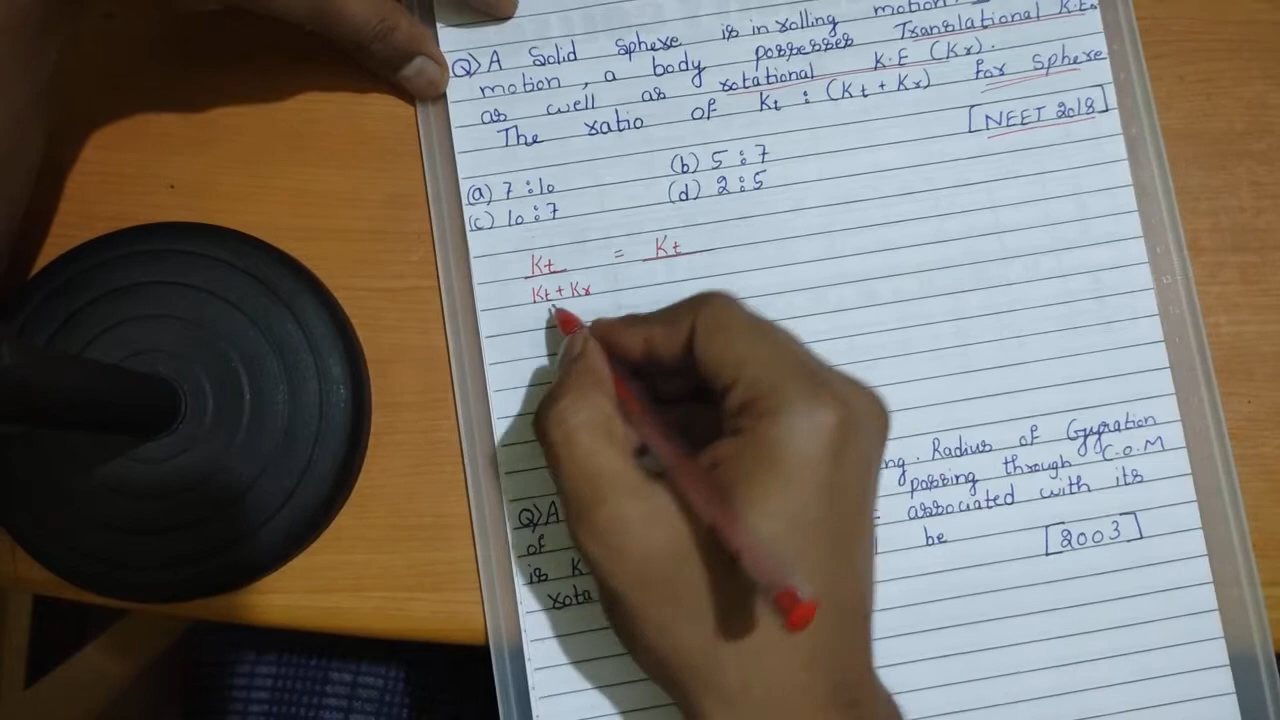 Q> A Solid sphere is in rolling motion.
motion, a body possesses Translational K.E.
as well as rotational K.E (Kr).
The ratio of Kt : (Kt + Kr) for sphere
[NEET 2018]
(a) 7:10 (b) 5:7
(c) 10:7 (d) 2:5
Kt = Kt
Kt + Kr
ng. Radius of Gyration
passing through C.O.M
Q> A associated with its
of be [2003]
is K
rota